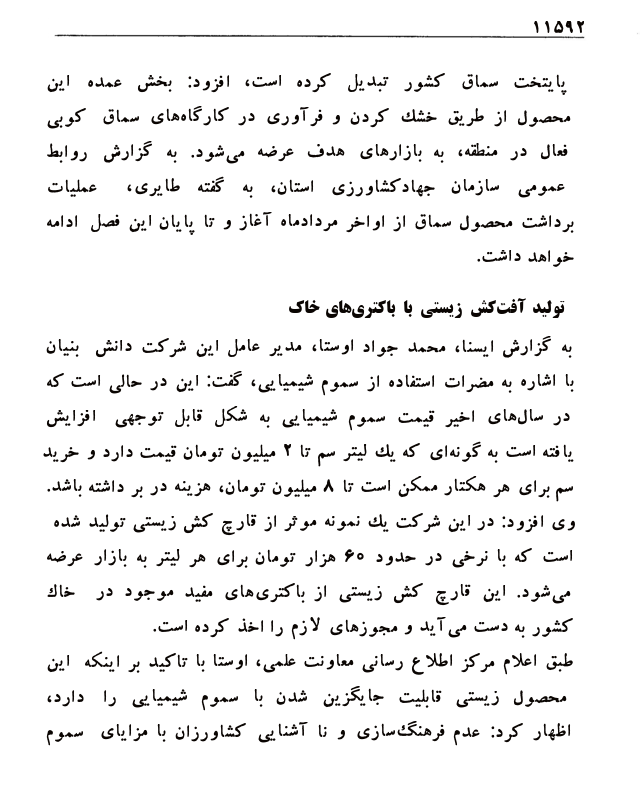 ۱۱۵۹۲
پایتخت سماق کشور تبدیل کرده است، افزود: بخش عمده این
محصول از طریق خشك کردن و فرآوری در کارگاه‌های سماق کوبی
فعال در منطقه، به بازارهای هدف عرضه می‌شود. به گزارش روابط
عمومی سازمان جهادکشاورزی استان، به گفته طایری، عملیات
برداشت محصول سماق از اواخر مردادماه آغاز و تا پایان این فصل ادامه
خواهد داشت.
تولید آفت‌کش زیستی با باکتری‌های خاک
به گزارش ایسنا، محمد جواد اوستا، مدیر عامل این شرکت دانش بنیان
با اشاره به مضرات استفاده از سموم شیمیایی، گفت: این در حالی است که
در سال‌های اخیر قیمت سموم شیمیایی به شکل قابل توجهی افزایش
یافته است به گونه‌ای که یك لیتر سم تا ۲ میلیون تومان قیمت دارد و خرید
سم برای هر هکتار ممکن است تا ۸ میلیون تومان، هزینه در بر داشته باشد.
وی افزود: در این شرکت یك نمونه موثر از قارچ کش زیستی تولید شده
است که با نرخی در حدود ۶۰ هزار تومان برای هر لیتر به بازار عرضه
می‌شود. این قارچ کش زیستی از باکتری‌های مفید موجود در خاك
کشور به دست می‌آید و مجوزهای لازم را اخذ کرده است.
طبق اعلام مرکز اطلاع رسانی معاونت علمی، اوستا با تاکید بر اینکه این
محصول زیستی قابلیت جایگزین شدن با سموم شیمیایی را دارد،
اظهار کرد: عدم فرهنگ‌سازی و نا آشنایی کشاورزان با مزایای سموم